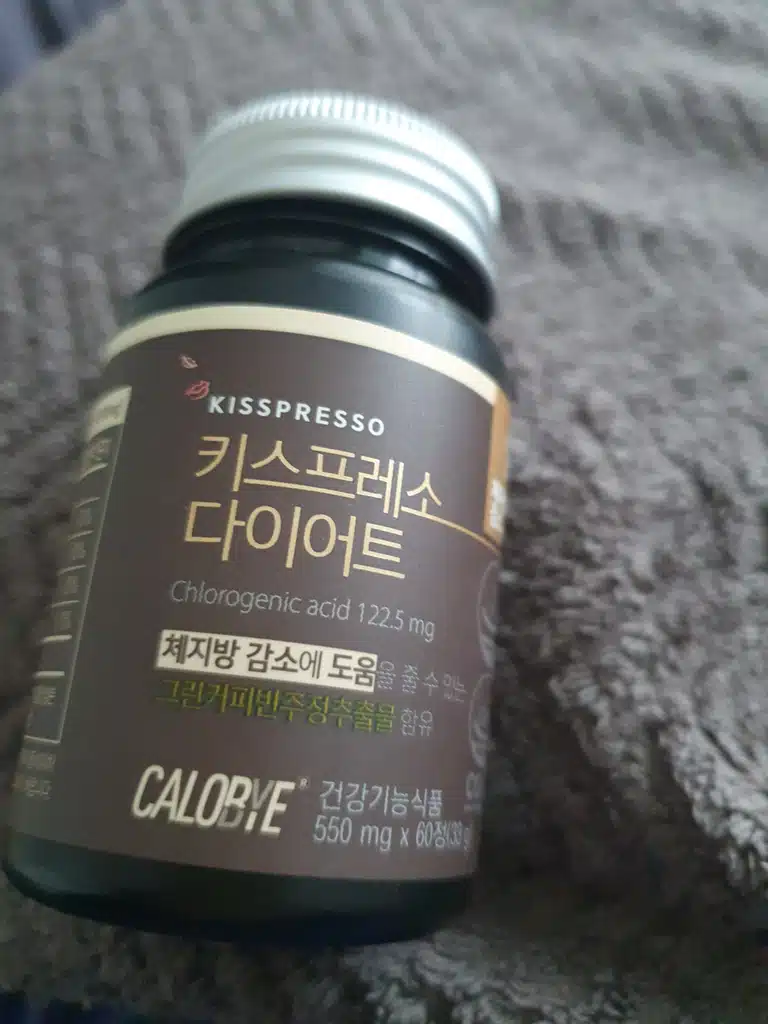 KISSPRESSO
키스프레소
다이어트
Chlorogenic acid 122.5 mg
체지방 감소에 도움을 줄 수 있는
그린커피빈주정추출물 함유
CALOBYE® 건강기능식품
550 mg x 60정(33 g